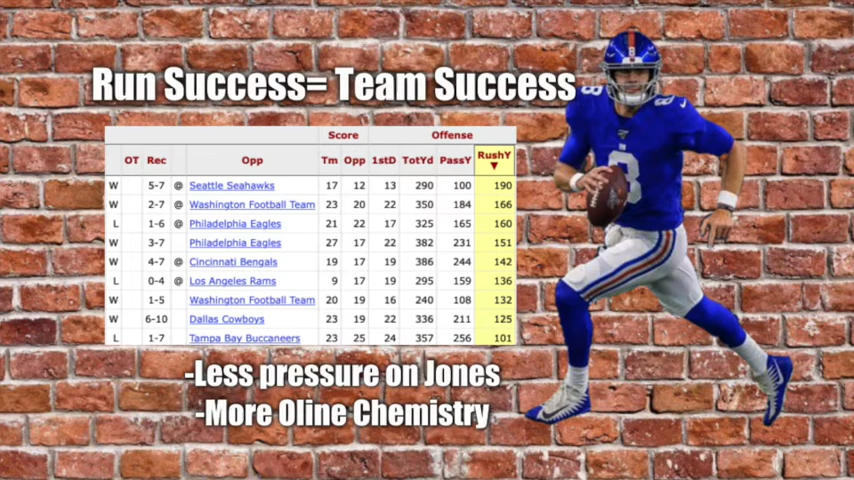 Run Success= Team Success
Score Offense
OT Rec Opp Tm Opp 1stD TotYd PassY RushY
▼
W 5-7 @ Seattle Seahawks 17 12 13 290 100 190
W 2-7 @ Washington Football Team 23 20 22 350 184 166
L 1-6 @ Philadelphia Eagles 21 22 17 325 165 160
W 3-7 Philadelphia Eagles 27 17 22 382 231 151
W 4-7 @ Cincinnati Bengals 19 17 19 386 244 142
L 0-4 @ Los Angeles Rams 9 17 19 295 159 136
W 1-5 Washington Football Team 20 19 16 240 108 132
W 6-10 Dallas Cowboys 23 19 22 336 211 125
L 1-7 Tampa Bay Buccaneers 23 25 24 357 256 101
-Less pressure on Jones
-More Oline Chemistry
8
8
8
8